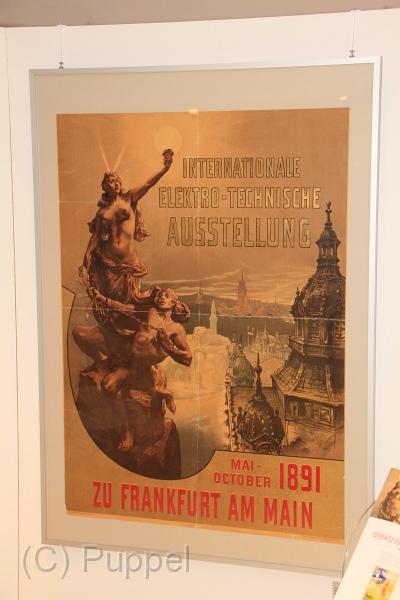 INTERNATIONALE
ELEKTRO-TECHNISCHE
AUSSTELLUNG
MAI-
OCTOBER 1891
ZU FRANKFURT AM MAIN
(C) Puppel